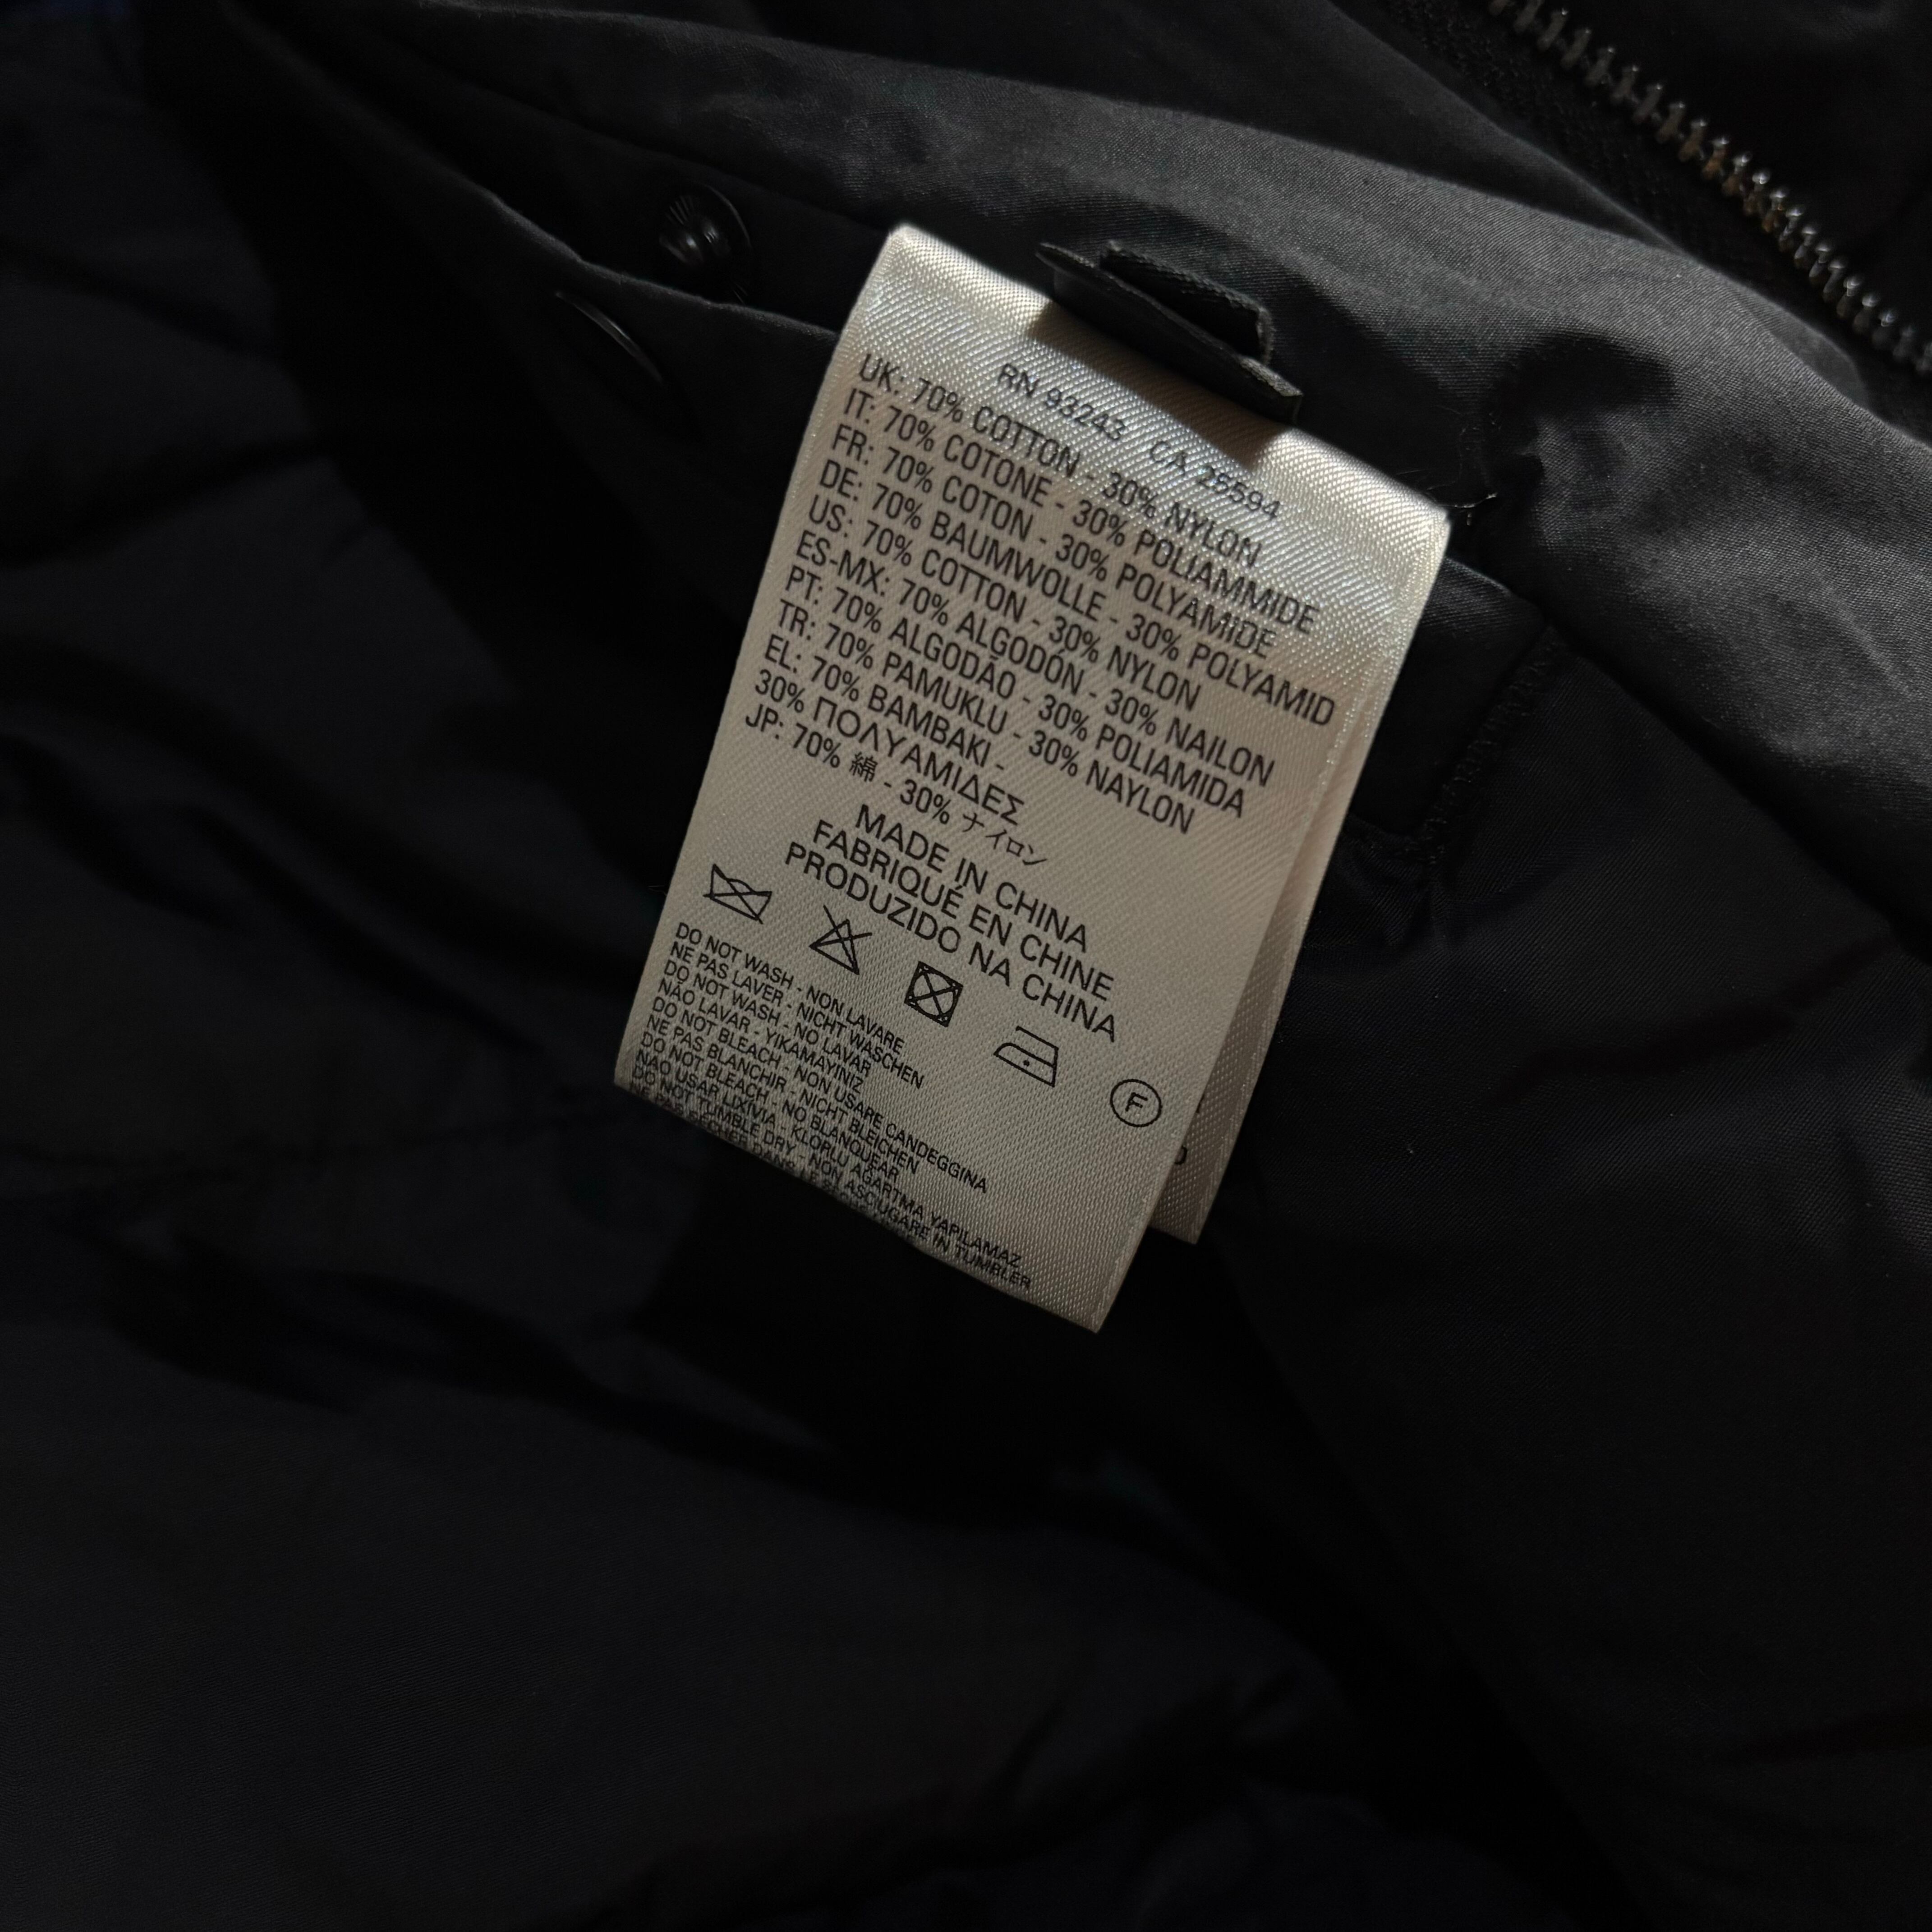 RN 93243 / CA 26594
UK: 70% COTTON - 30% NYLON
IT: 70% COTONE - 30% POLIAMMIDE
FR: 70% COTON - 30% POLYAMIDE
DE: 70% BAUMWOLLE - 30% POLYAMID
US: 70% COTTON - 30% NYLON
ES-MX: 70% ALGODÓN - 30% NAILON
PT: 70% ALGODÃO - 30% POLIAMIDA
TR: 70% PAMUKLU - 30% NAYLON
EL: 70% ΒΑΜΒΑΚΙ -
30% ΠΟΛΥΑΜΙΔΕΣ
JP: 70% 綿 - 30% ナイロン
MADE IN CHINA
FABRIQUÉ EN CHINE
PRODUZIDO NA CHINA
F
DO NOT WASH - NON LAVARE
NE PAS LAVER - NICHT WASCHEN
DO NOT WASH - NO LAVAR
NÃO LAVAR - YIKAMAYINIZ
DO NOT BLEACH - NON USARE CANDEGGINA
NE PAS BLANCHIR - NICHT BLEICHEN
DO NOT BLEACH - NO BLANQUEAR
NÃO USAR LIXÍVIA - KLORLU AGARTMA YAPILAMAZ
DO NOT TUMBLE DRY - NON ASCIUGARE IN TUMBLER